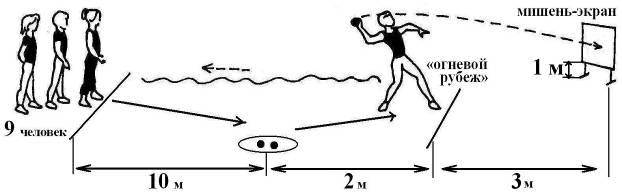 мишень-экран
«огневой
рубеж»
1 м
9 человек
10 м
2 м
3 м